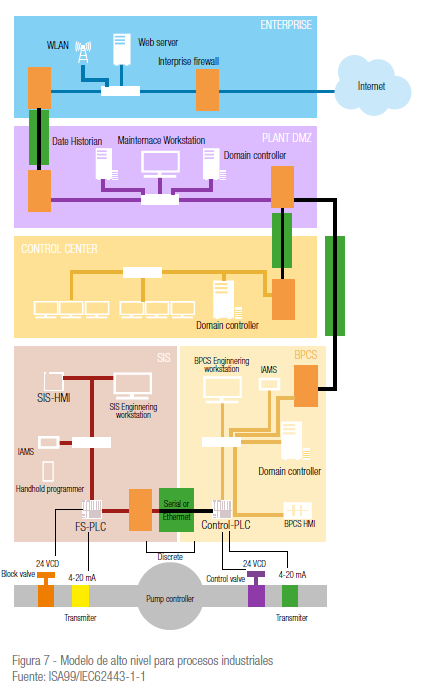 ENTERPRISE
WLAN
Web server
Interprise firewall
Internet
PLANT DMZ
Date Historian
Mainternace Workstation
Domain controller
CONTROL CENTER
Domain controller
SIS
SIS-HMI
SIS Enginnering
workstation
IAMS
Handhold programmer
FS-PLC
Serial or
Ethernet
BPCS
BPCS Enginnering
workstation
IAMS
Domain controller
Control-PLC
BPCS HMI
Discrete
24 VCD
Block valve
4-20 mA
Transmiter
Pump controller
24 VCD
Control valve
4-20 mA
Transmiter
Figura 7 - Modelo de alto nivel para procesos industriales
Fuente: ISA99/IEC62443-1-1